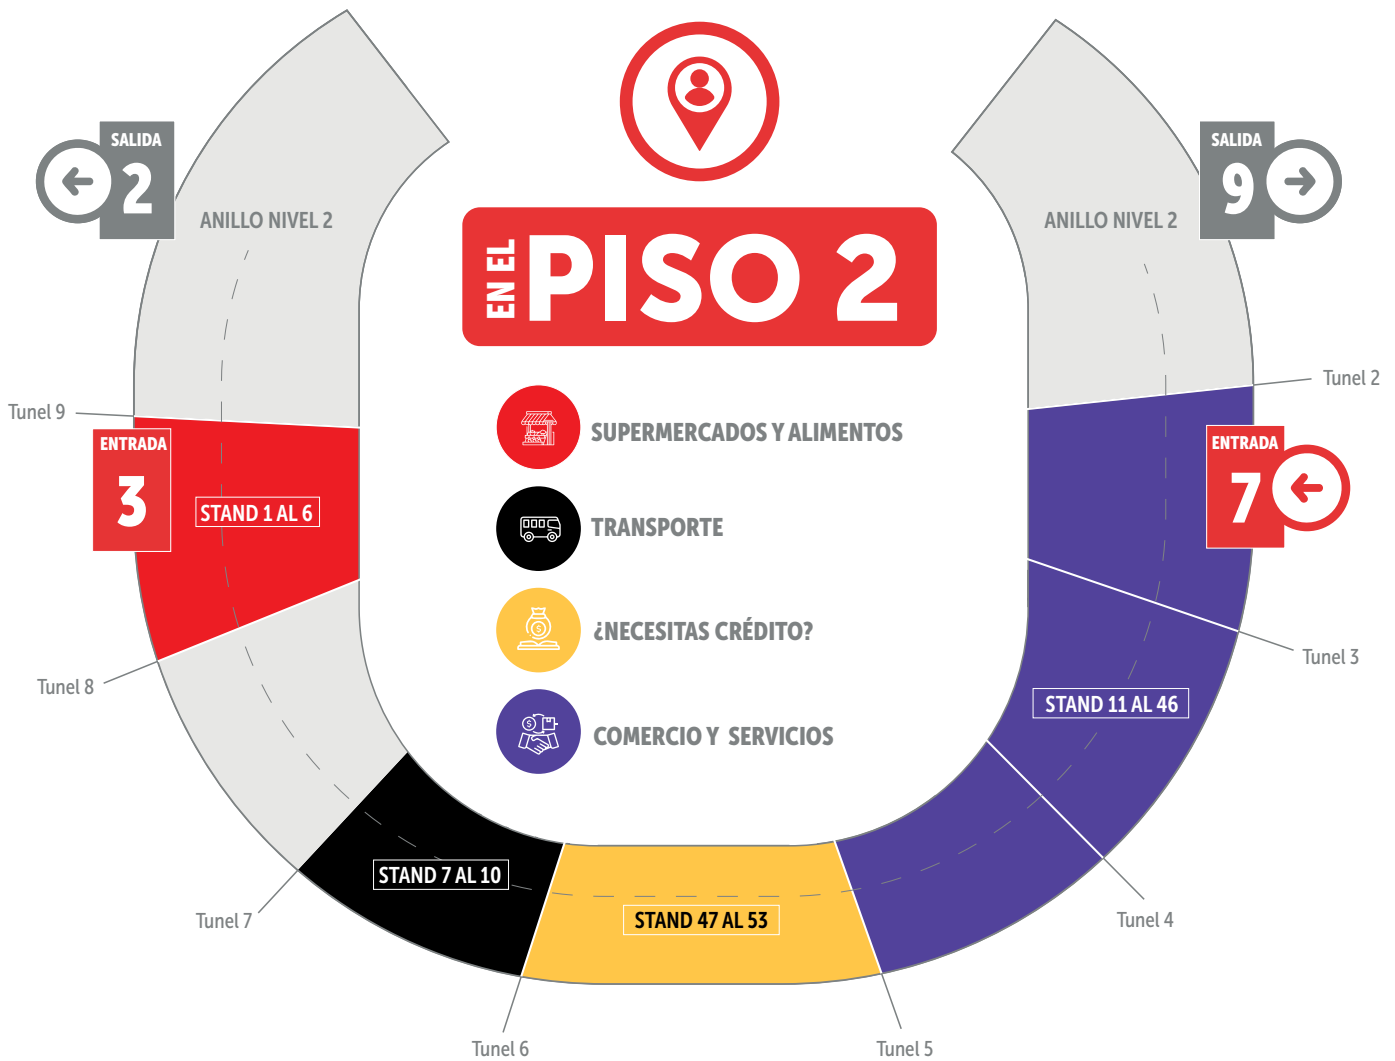 SALIDA
2
SALIDA
9
ANILLO NIVEL 2
ANILLO NIVEL 2
EN EL
PISO 2
Tunel 2
Tunel 9
ENTRADA
3
STAND 1 AL 6
SUPERMERCADOS Y ALIMENTOS
ENTRADA
7
TRANSPORTE
¿NECESITAS CRÉDITO?
Tunel 3
Tunel 8
STAND 11 AL 46
COMERCIO Y SERVICIOS
STAND 7 AL 10
STAND 47 AL 53
Tunel 7
Tunel 4
Tunel 6
Tunel 5